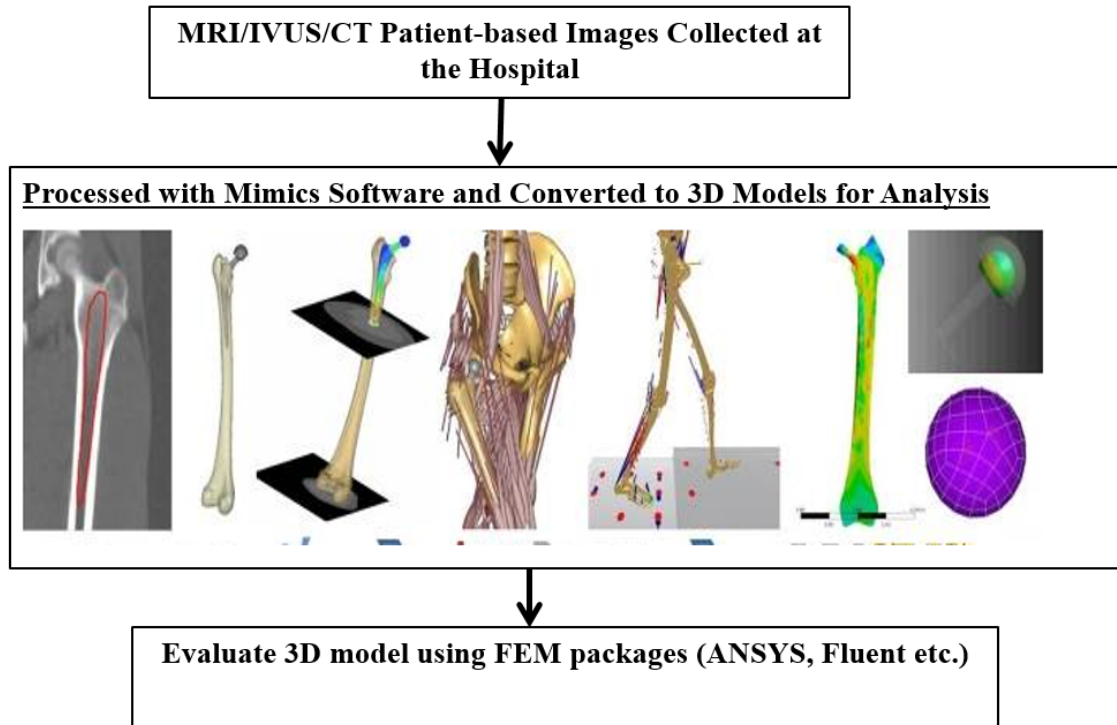 MRI/IVUS/CT Patient-based Images Collected at
the Hospital
Processed with Mimics Software and Converted to 3D Models for Analysis
Evaluate 3D model using FEM packages (ANSYS, Fluent etc.)